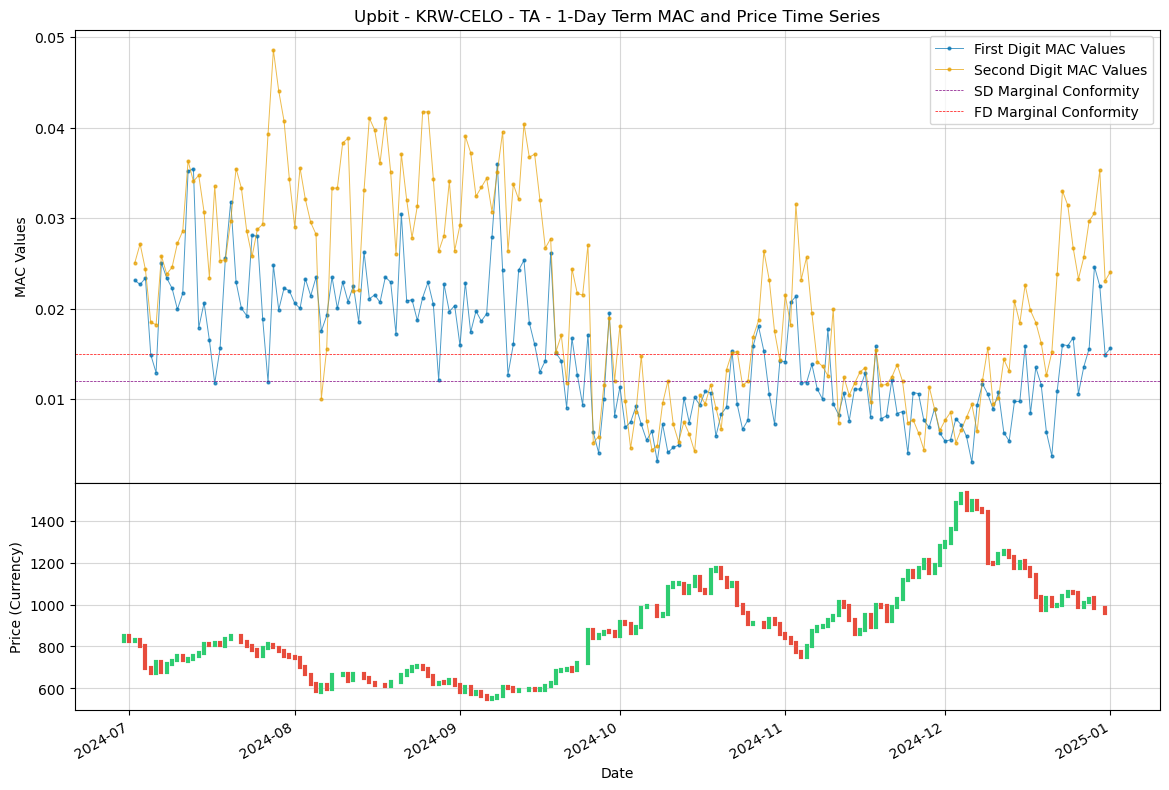 Upbit - KRW-CELO - TA - 1-Day Term MAC and Price Time Series
First Digit MAC Values
Second Digit MAC Values
SD Marginal Conformity
FD Marginal Conformity
MAC Values
0.05
0.04
0.03
0.02
0.01
Price (Currency)
1400
1200
1000
800
600
2024-07
2024-08
2024-09
2024-10
2024-11
2024-12
2025-01
Date